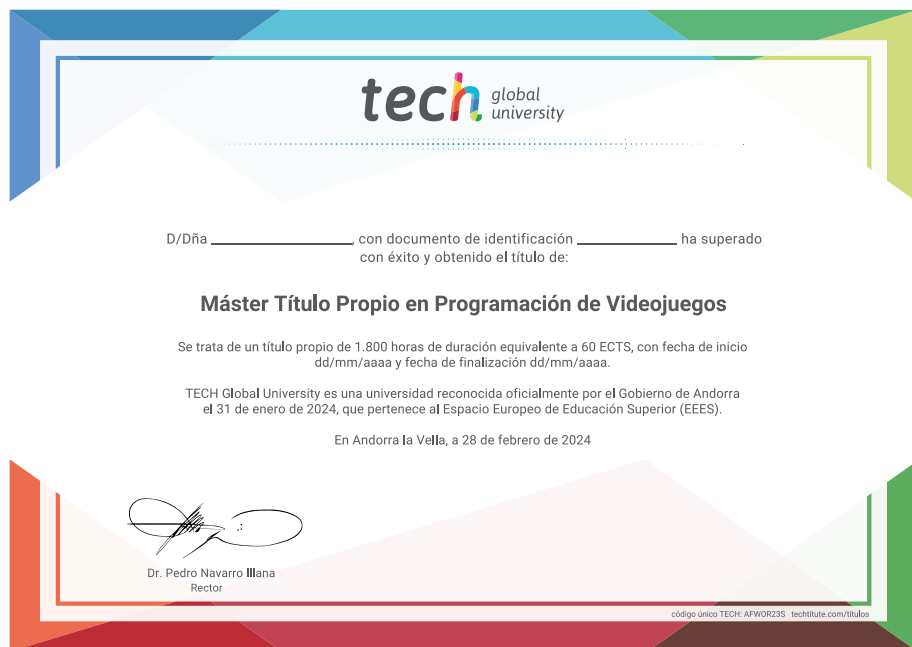 tech global university
D/Dña ________________, con documento de identificación ____________ ha superado
con éxito y obtenido el título de:
Máster Título Propio en Programación de Videojuegos
Se trata de un título propio de 1.800 horas de duración equivalente a 60 ECTS, con fecha de inicio
dd/mm/aaaa y fecha de finalización dd/mm/aaaa.
TECH Global University es una universidad reconocida oficialmente por el Gobierno de Andorra
el 31 de enero de 2024, que pertenece al Espacio Europeo de Educación Superior (EEES).
En Andorra la Vella, a 28 de febrero de 2024
Dr. Pedro Navarro Illana
Rector
código único TECH: AFWOR23S techtitute.com/titulos